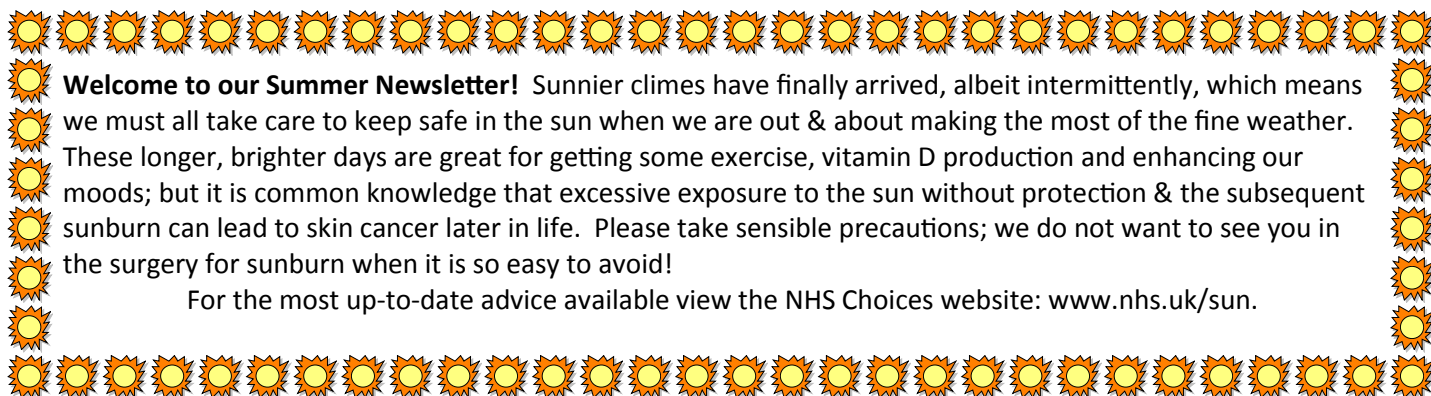 Welcome to our Summer Newsletter!  Sunnier climes have finally arrived, albeit intermittently, which means
we must all take care to keep safe in the sun when we are out & about making the most of the fine weather.
These longer, brighter days are great for getting some exercise, vitamin D production and enhancing our
moods; but it is common knowledge that excessive exposure to the sun without protection & the subsequent
sunburn can lead to skin cancer later in life.  Please take sensible precautions; we do not want to see you in
the surgery for sunburn when it is so easy to avoid!
For the most up-to-date advice available view the NHS Choices website: www.nhs.uk/sun.